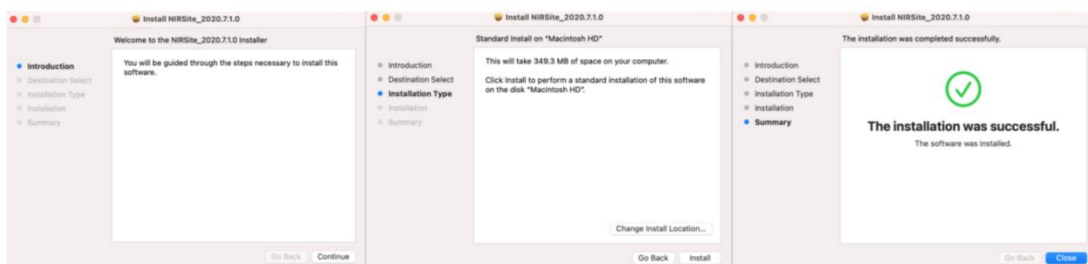 Install NIRSite_2020.7.1.0
Welcome to the NIRSite_2020.7.1.0 Installer
Introduction
Destination Select
Installation Type
Installation
Summary
You will be guided through the steps necessary to install this
software.
Go Back
Continue
Install NIRSite_2020.7.1.0
Standard Install on "Macintosh HD"
Introduction
Destination Select
Installation Type
Installation
Summary
This will take 349.3 MB of space on your computer.
Click Install to perform a standard installation of this software
on the disk "Macintosh HD".
Change Install Location...
Go Back
Install
Install NIRSite_2020.7.1.0
The installation was completed successfully.
Introduction
Destination Select
Installation Type
Installation
Summary
The installation was successful.
The software was installed.
Go Back
Close